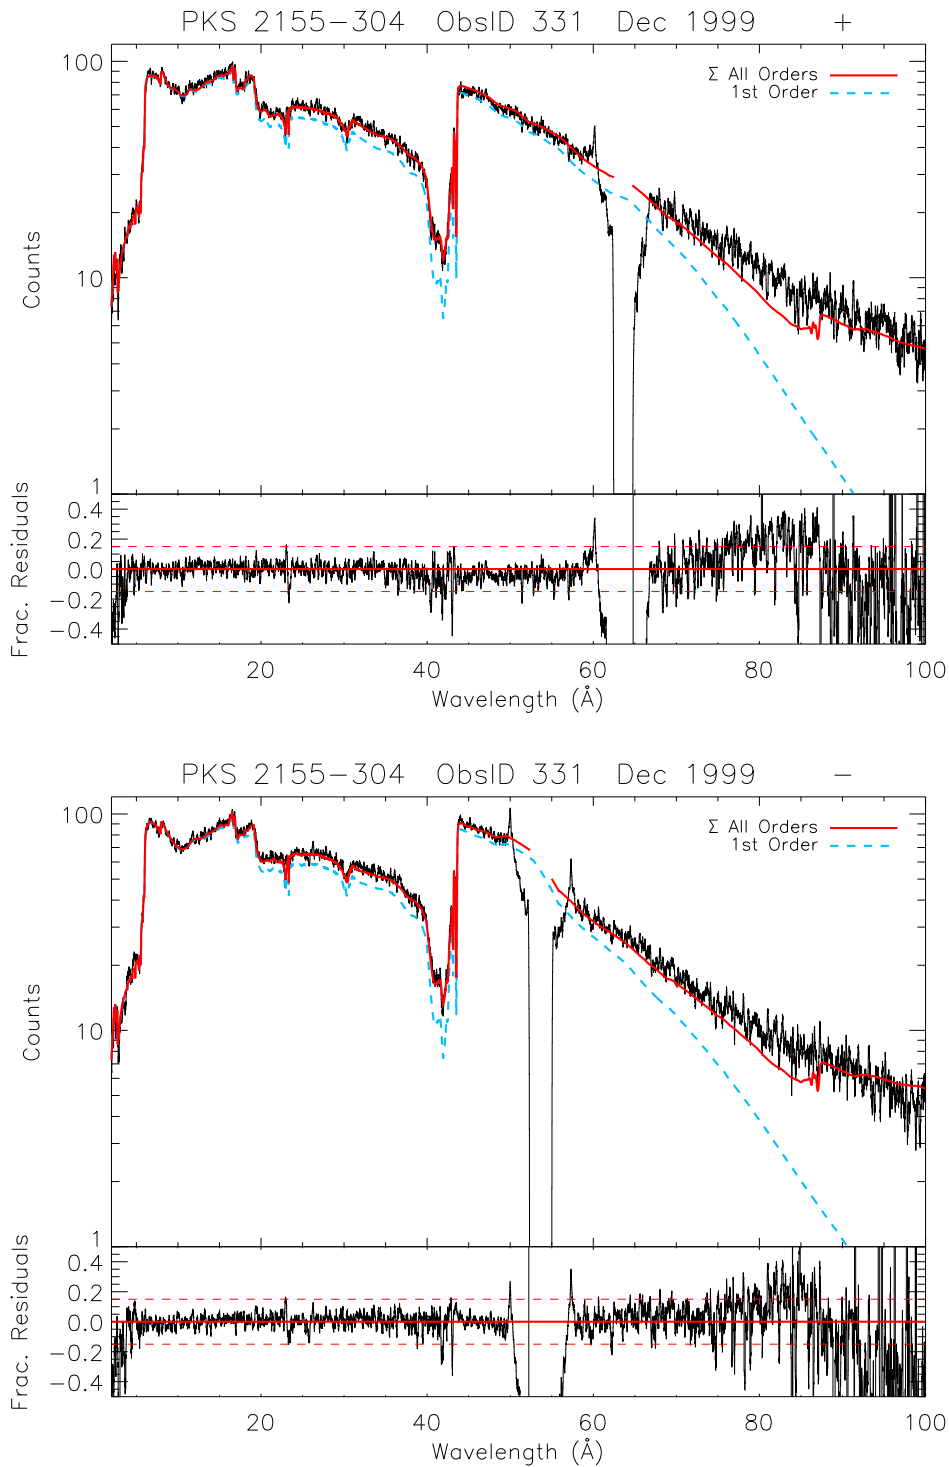 PKS 2155−304 ObsID 331 Dec 1999 +
100
Σ All Orders
1st Order
Counts
10
1
Frac. Residuals
0.4
0.2
0.0
−0.2
−0.4
20 40 60 80 100
Wavelength (Å)
PKS 2155−304 ObsID 331 Dec 1999 −
100
Σ All Orders
1st Order
Counts
10
1
Frac. Residuals
0.4
0.2
0.0
−0.2
−0.4
20 40 60 80 100
Wavelength (Å)